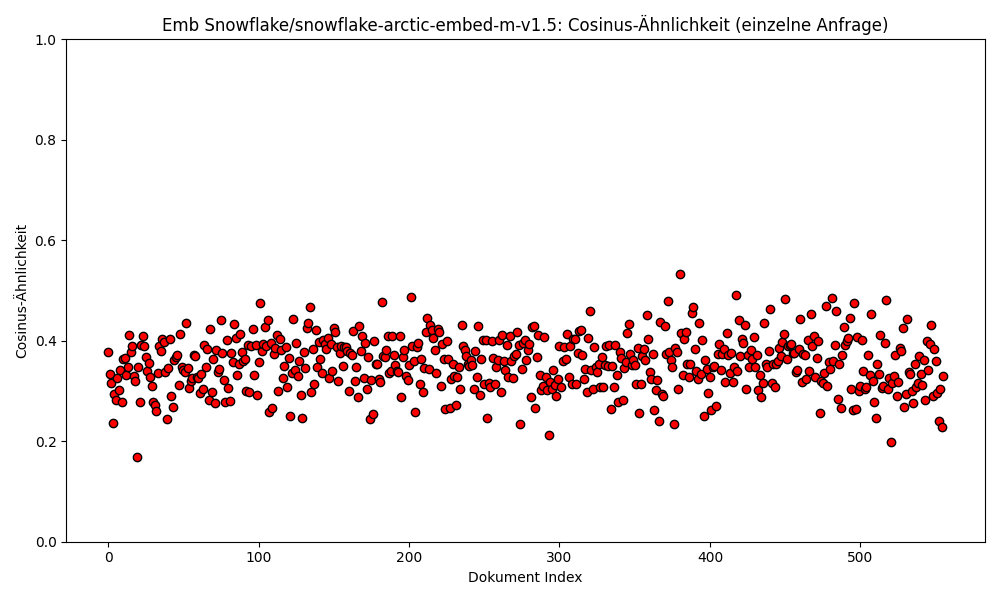 Emb Snowflake/snowflake-arctic-embed-m-v1.5: Cosinus-Ähnlichkeit (einzelne Anfrage)
1.0
0.8
0.6
0.4
0.2
0.0
Cosinus-Ähnlichkeit
0 100 200 300 400 500
Dokument Index